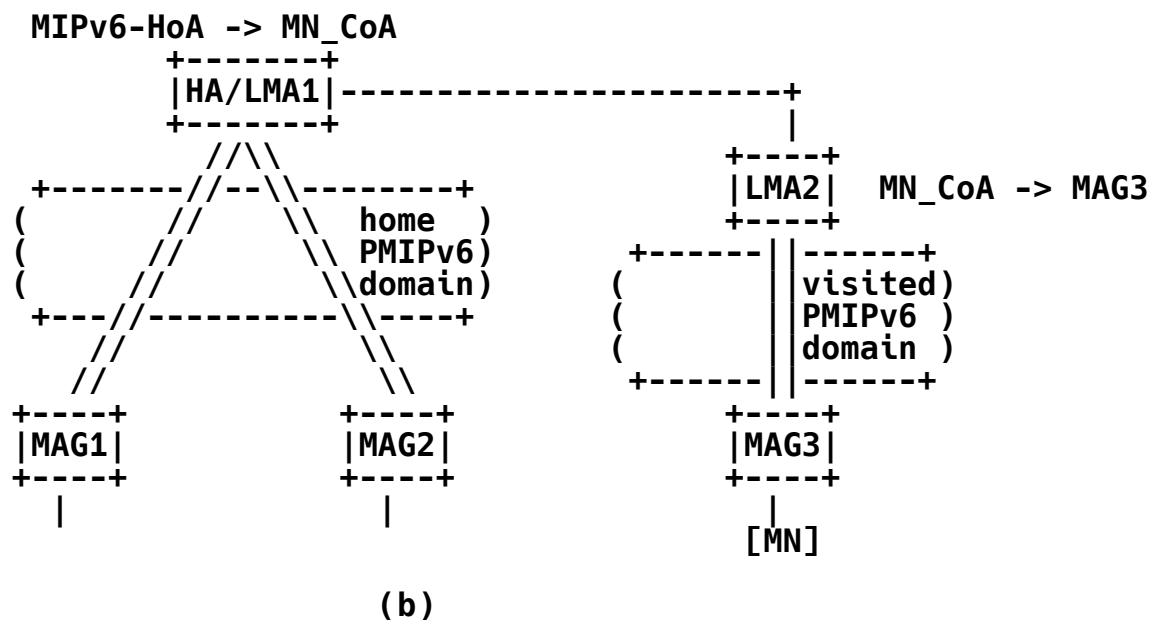 MIPv6-HoA -> MN_CoA
+-------+
|HA/LMA1|-----------------------+
+-------+                       |
//\\                         +----+
+-------//--\\--------+              |LMA2|  MN_CoA -> MAG3
(        //    \\  home   )             +----+
(       //      \\ PMIPv6)       +------||------+
(      //        \\domain)      (       ||visited)
+---//----------\\----+        (       ||PMIPv6 )
//            \\            (       ||domain )
//              \\            +------||------+
+----+            +----+              +----+
|MAG1|            |MAG2|              |MAG3|
+----+            +----+              +----+
|                 |                    |
[MN]
(b)